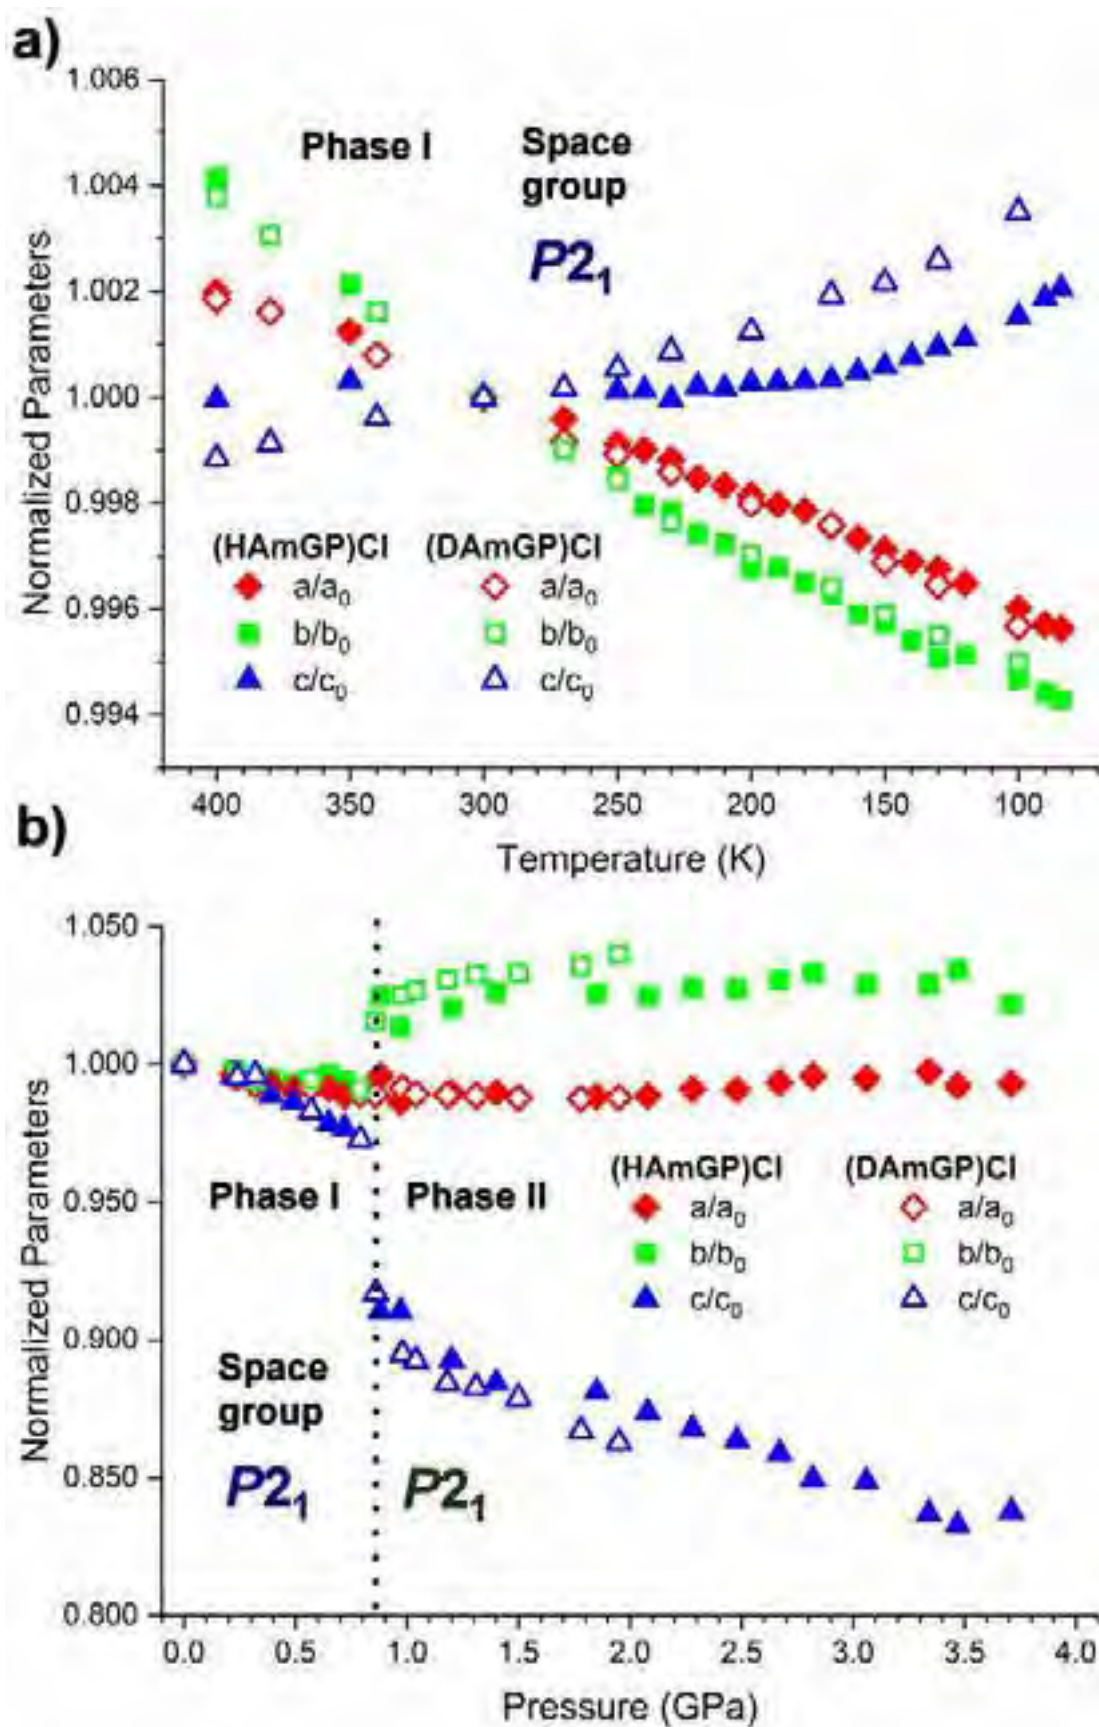 a)
1.006
1.004
1.002
1.000
0.998
0.996
0.994
Normalized Parameters
Phase I
Space
group
P2₁
(HAmGP)Cl (DAmGP)Cl
a/a₀ a/a₀
b/b₀ b/b₀
c/c₀ c/c₀
400 350 300 250 200 150 100
Temperature (K)
b)
1.050
1.000
0.950
0.900
0.850
0.800
Normalized Parameters
Phase I Phase II
(HAmGP)Cl (DAmGP)Cl
a/a₀ a/a₀
b/b₀ b/b₀
c/c₀ c/c₀
Space
group
P2₁ P2₁
0.0 0.5 1.0 1.5 2.0 2.5 3.0 3.5 4.0
Pressure (GPa)